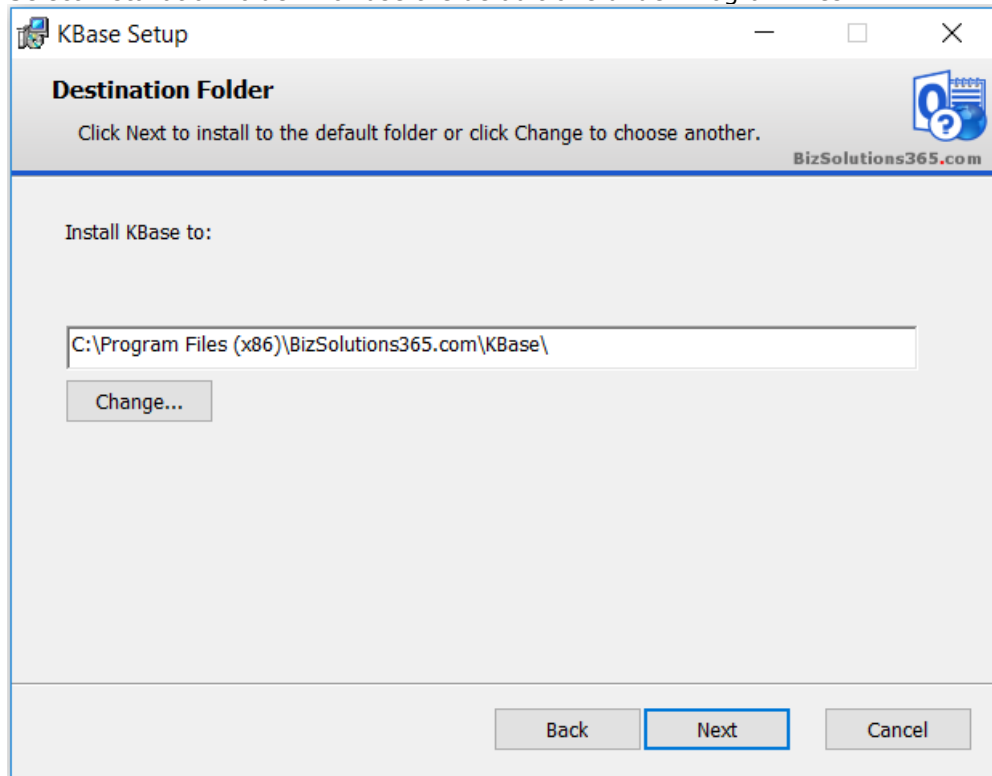 KBase Setup
Destination Folder
Click Next to install to the default folder or click Change to choose another.
BizSolutions365.com
Install KBase to:
C:\Program Files (x86)\BizSolutions365.com\KBase\
Change...
Back Next Cancel